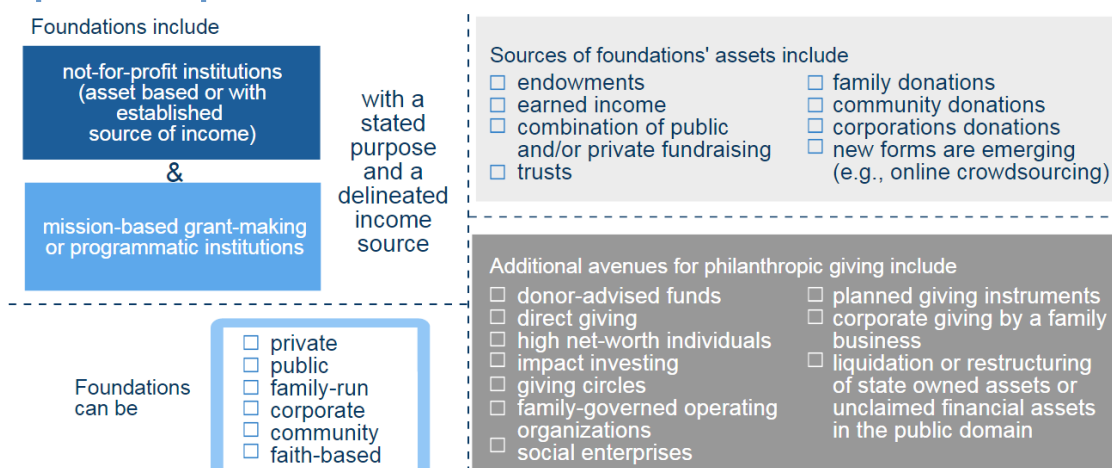 Foundations include
not-for-profit institutions
(asset based or with
established
source of income)
&
mission-based grant-making
or programmatic institutions
with a
stated
purpose
and a
delineated
income
source
Foundations
can be
☐ private
☐ public
☐ family-run
☐ corporate
☐ community
☐ faith-based
Sources of foundations' assets include
☐ endowments
☐ earned income
☐ combination of public
and/or private fundraising
☐ trusts
☐ family donations
☐ community donations
☐ corporations donations
☐ new forms are emerging
(e.g., online crowdsourcing)
Additional avenues for philanthropic giving include
☐ donor-advised funds
☐ direct giving
☐ high net-worth individuals
☐ impact investing
☐ giving circles
☐ family-governed operating
organizations
☐ social enterprises
☐ planned giving instruments
☐ corporate giving by a family
business
☐ liquidation or restructuring
of state owned assets or
unclaimed financial assets
in the public domain